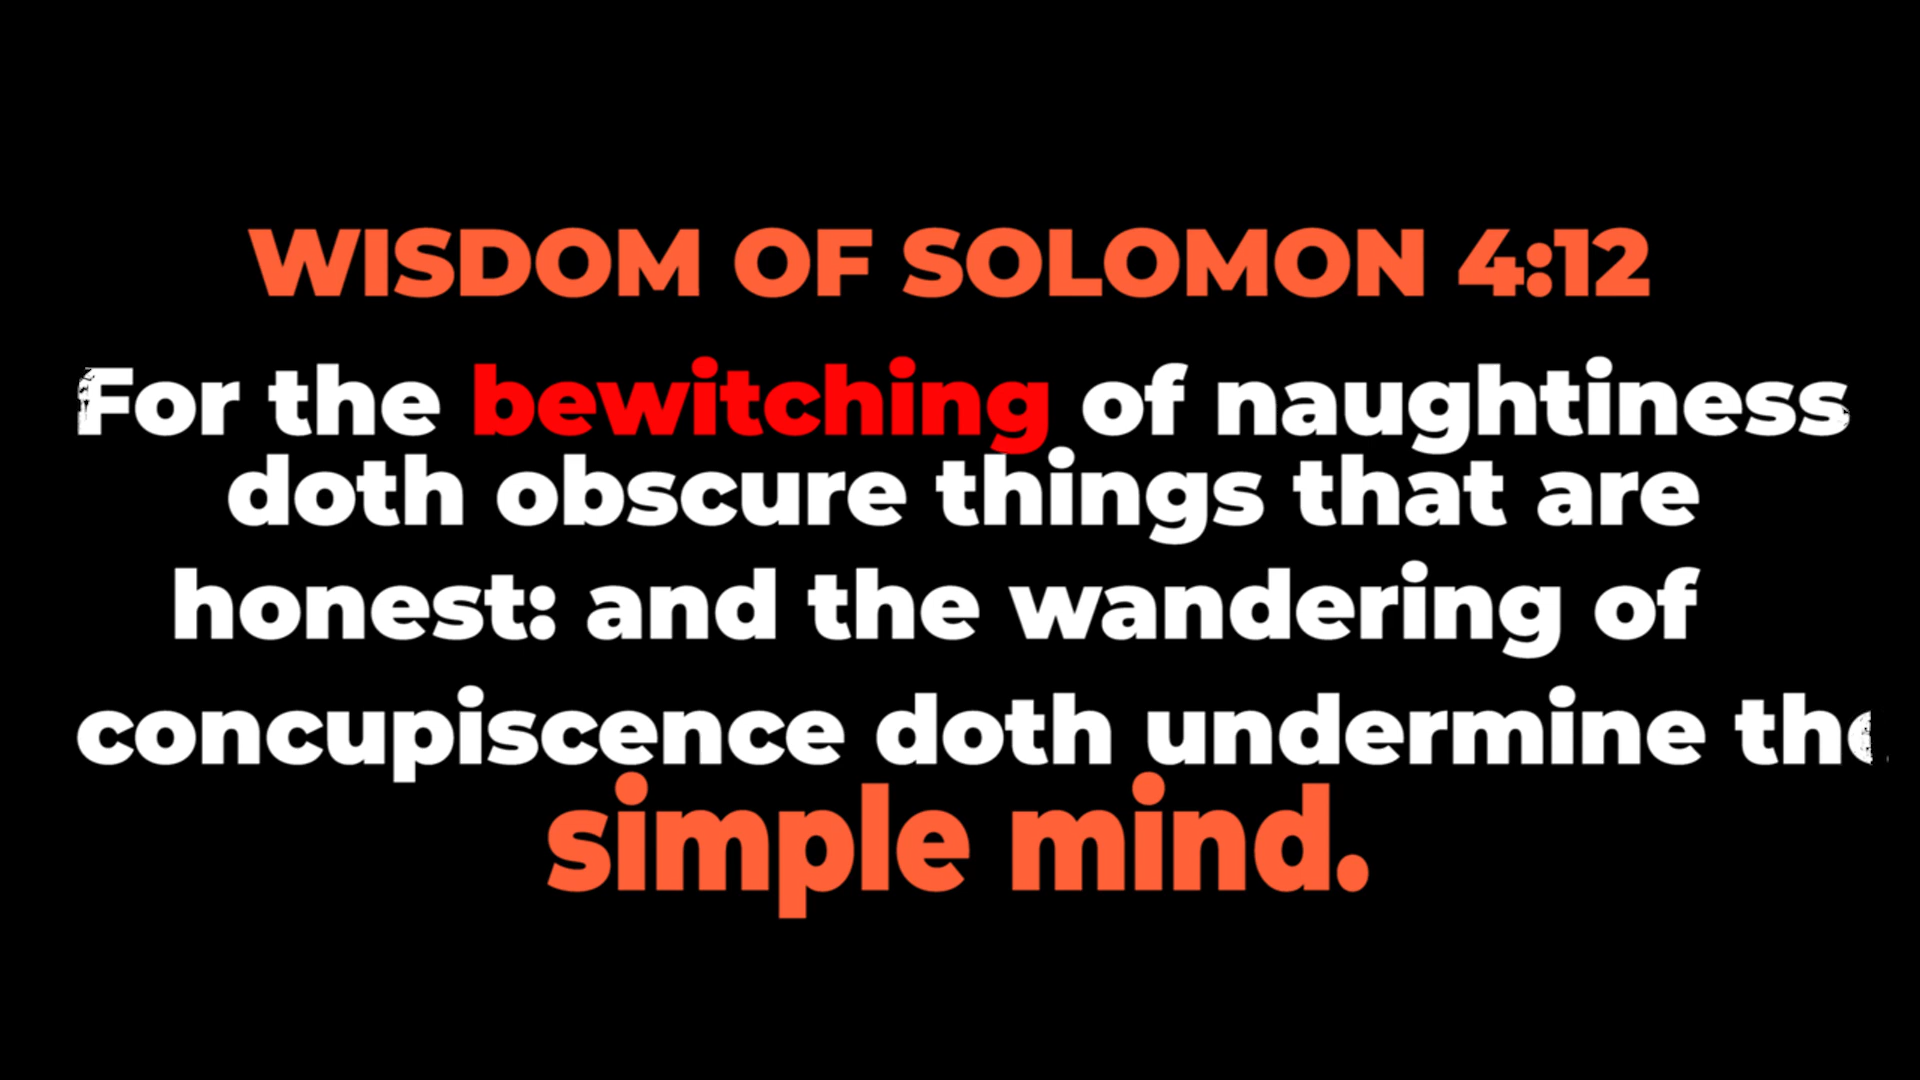 WISDOM OF SOLOMON 4:12
For the bewitching of naughtiness
doth obscure things that are
honest: and the wandering of
concupiscence doth undermine the
simple mind.